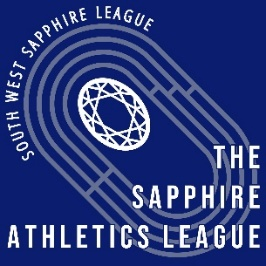 SOUTH WEST SAPPHIRE LEAGUE
THE
SAPPHIRE
ATHLETICS LEAGUE